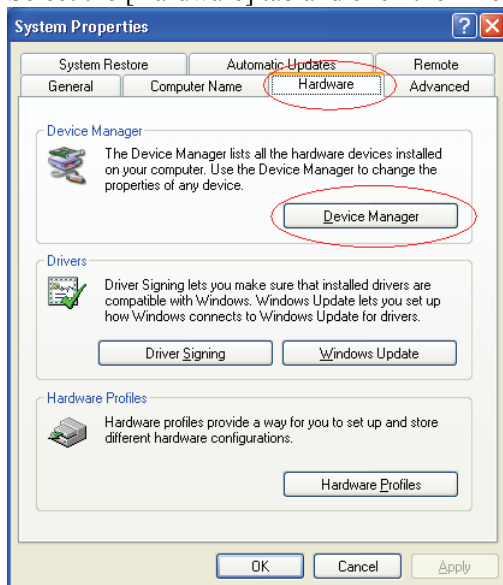 System Properties
System Restore Automatic Updates Remote
General Computer Name Hardware Advanced
Device Manager
The Device Manager lists all the hardware devices installed
on your computer. Use the Device Manager to change the
properties of any device.
Device Manager
Drivers
Driver Signing lets you make sure that installed drivers are
compatible with Windows. Windows Update lets you set up
how Windows connects to Windows Update for drivers.
Driver Signing Windows Update
Hardware Profiles
Hardware profiles provide a way for you to set up and store
different hardware configurations.
Hardware Profiles
OK Cancel Apply